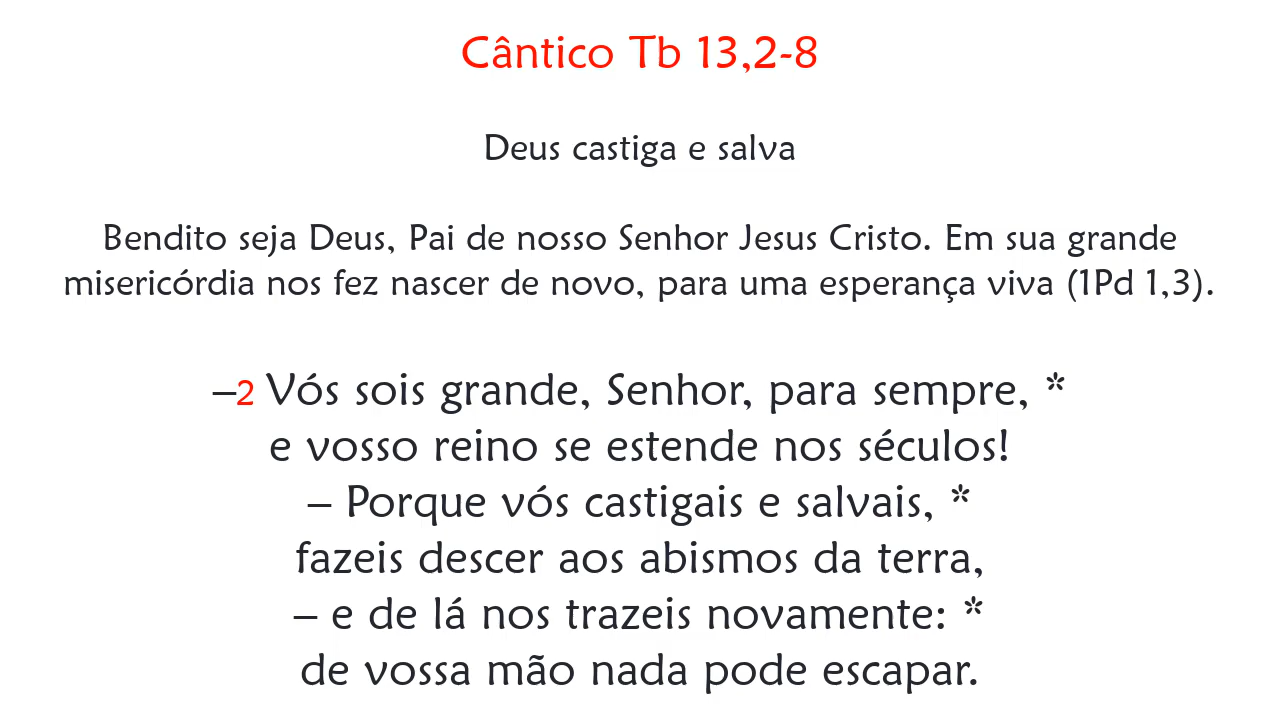 Cântico Tb 13,2-8
Deus castiga e salva
Bendito seja Deus, Pai de nosso Senhor Jesus Cristo. Em sua grande
misericórdia nos fez nascer de novo, para uma esperança viva (1Pd 1,3).
–2 Vós sois grande, Senhor, para sempre, *
e vosso reino se estende nos séculos!
– Porque vós castigais e salvais, *
fazeis descer aos abismos da terra,
– e de lá nos trazeis novamente: *
de vossa mão nada pode escapar.